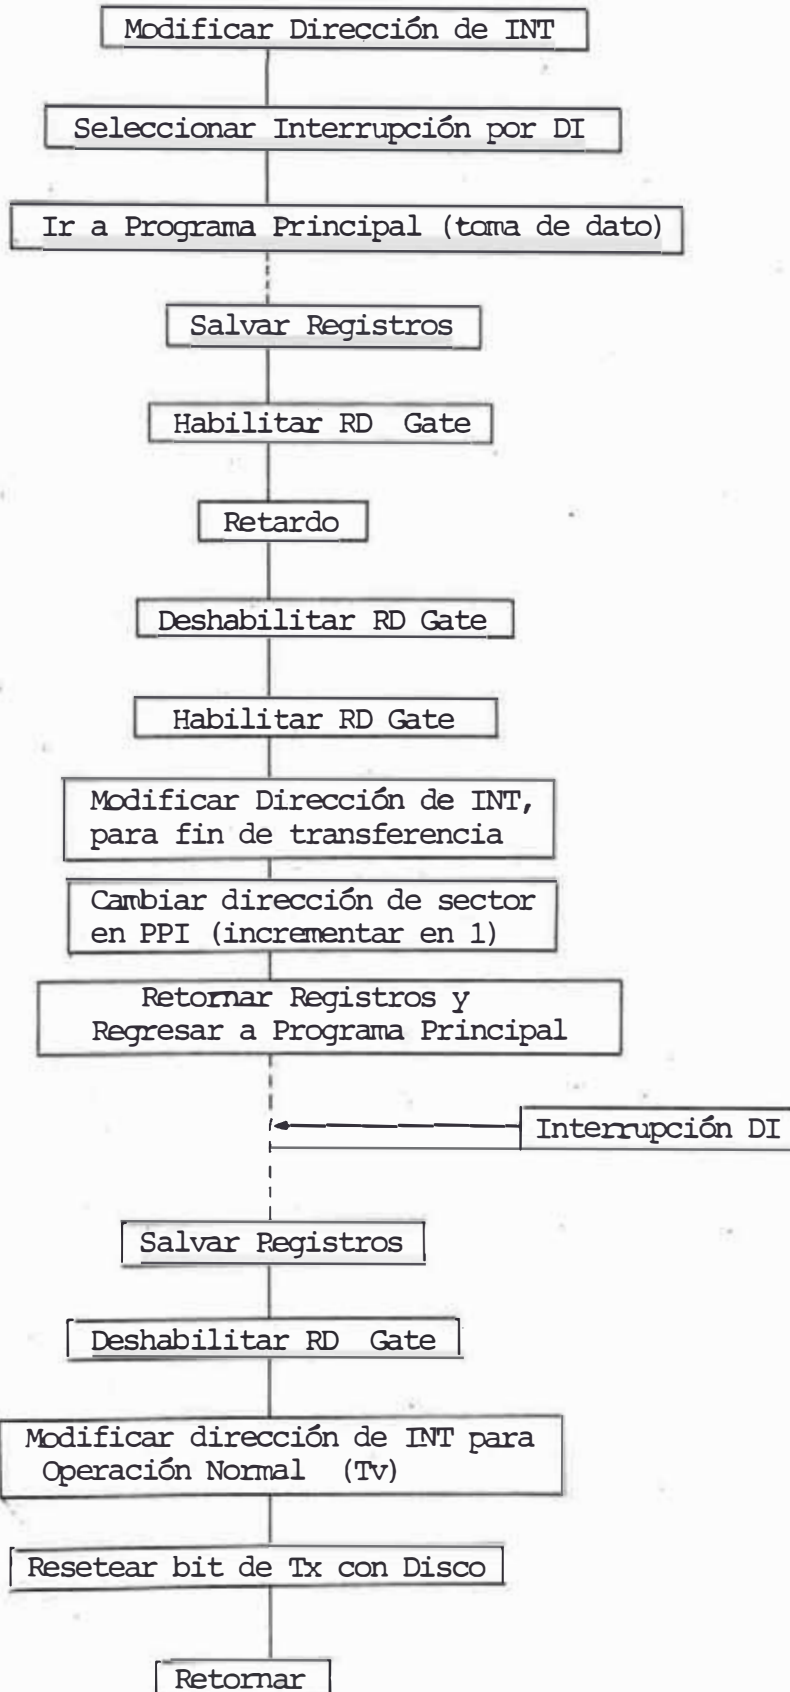 Modificar Dirección de INT
Seleccionar Interrupción por DI
Ir a Programa Principal (toma de dato)
Salvar Registros
Habilitar RD Gate
Retardo
Deshabilitar RD Gate
Habilitar RD Gate
Modificar Dirección de INT,
para fin de transferencia
Cambiar dirección de sector
en PPI (incrementar en 1)
Retornar Registros y
Regresar a Programa Principal
Interrupción DI
Salvar Registros
Deshabilitar RD Gate
Modificar dirección de INT para
Operación Normal (Tv)
Resetear bit de Tx con Disco
Retornar